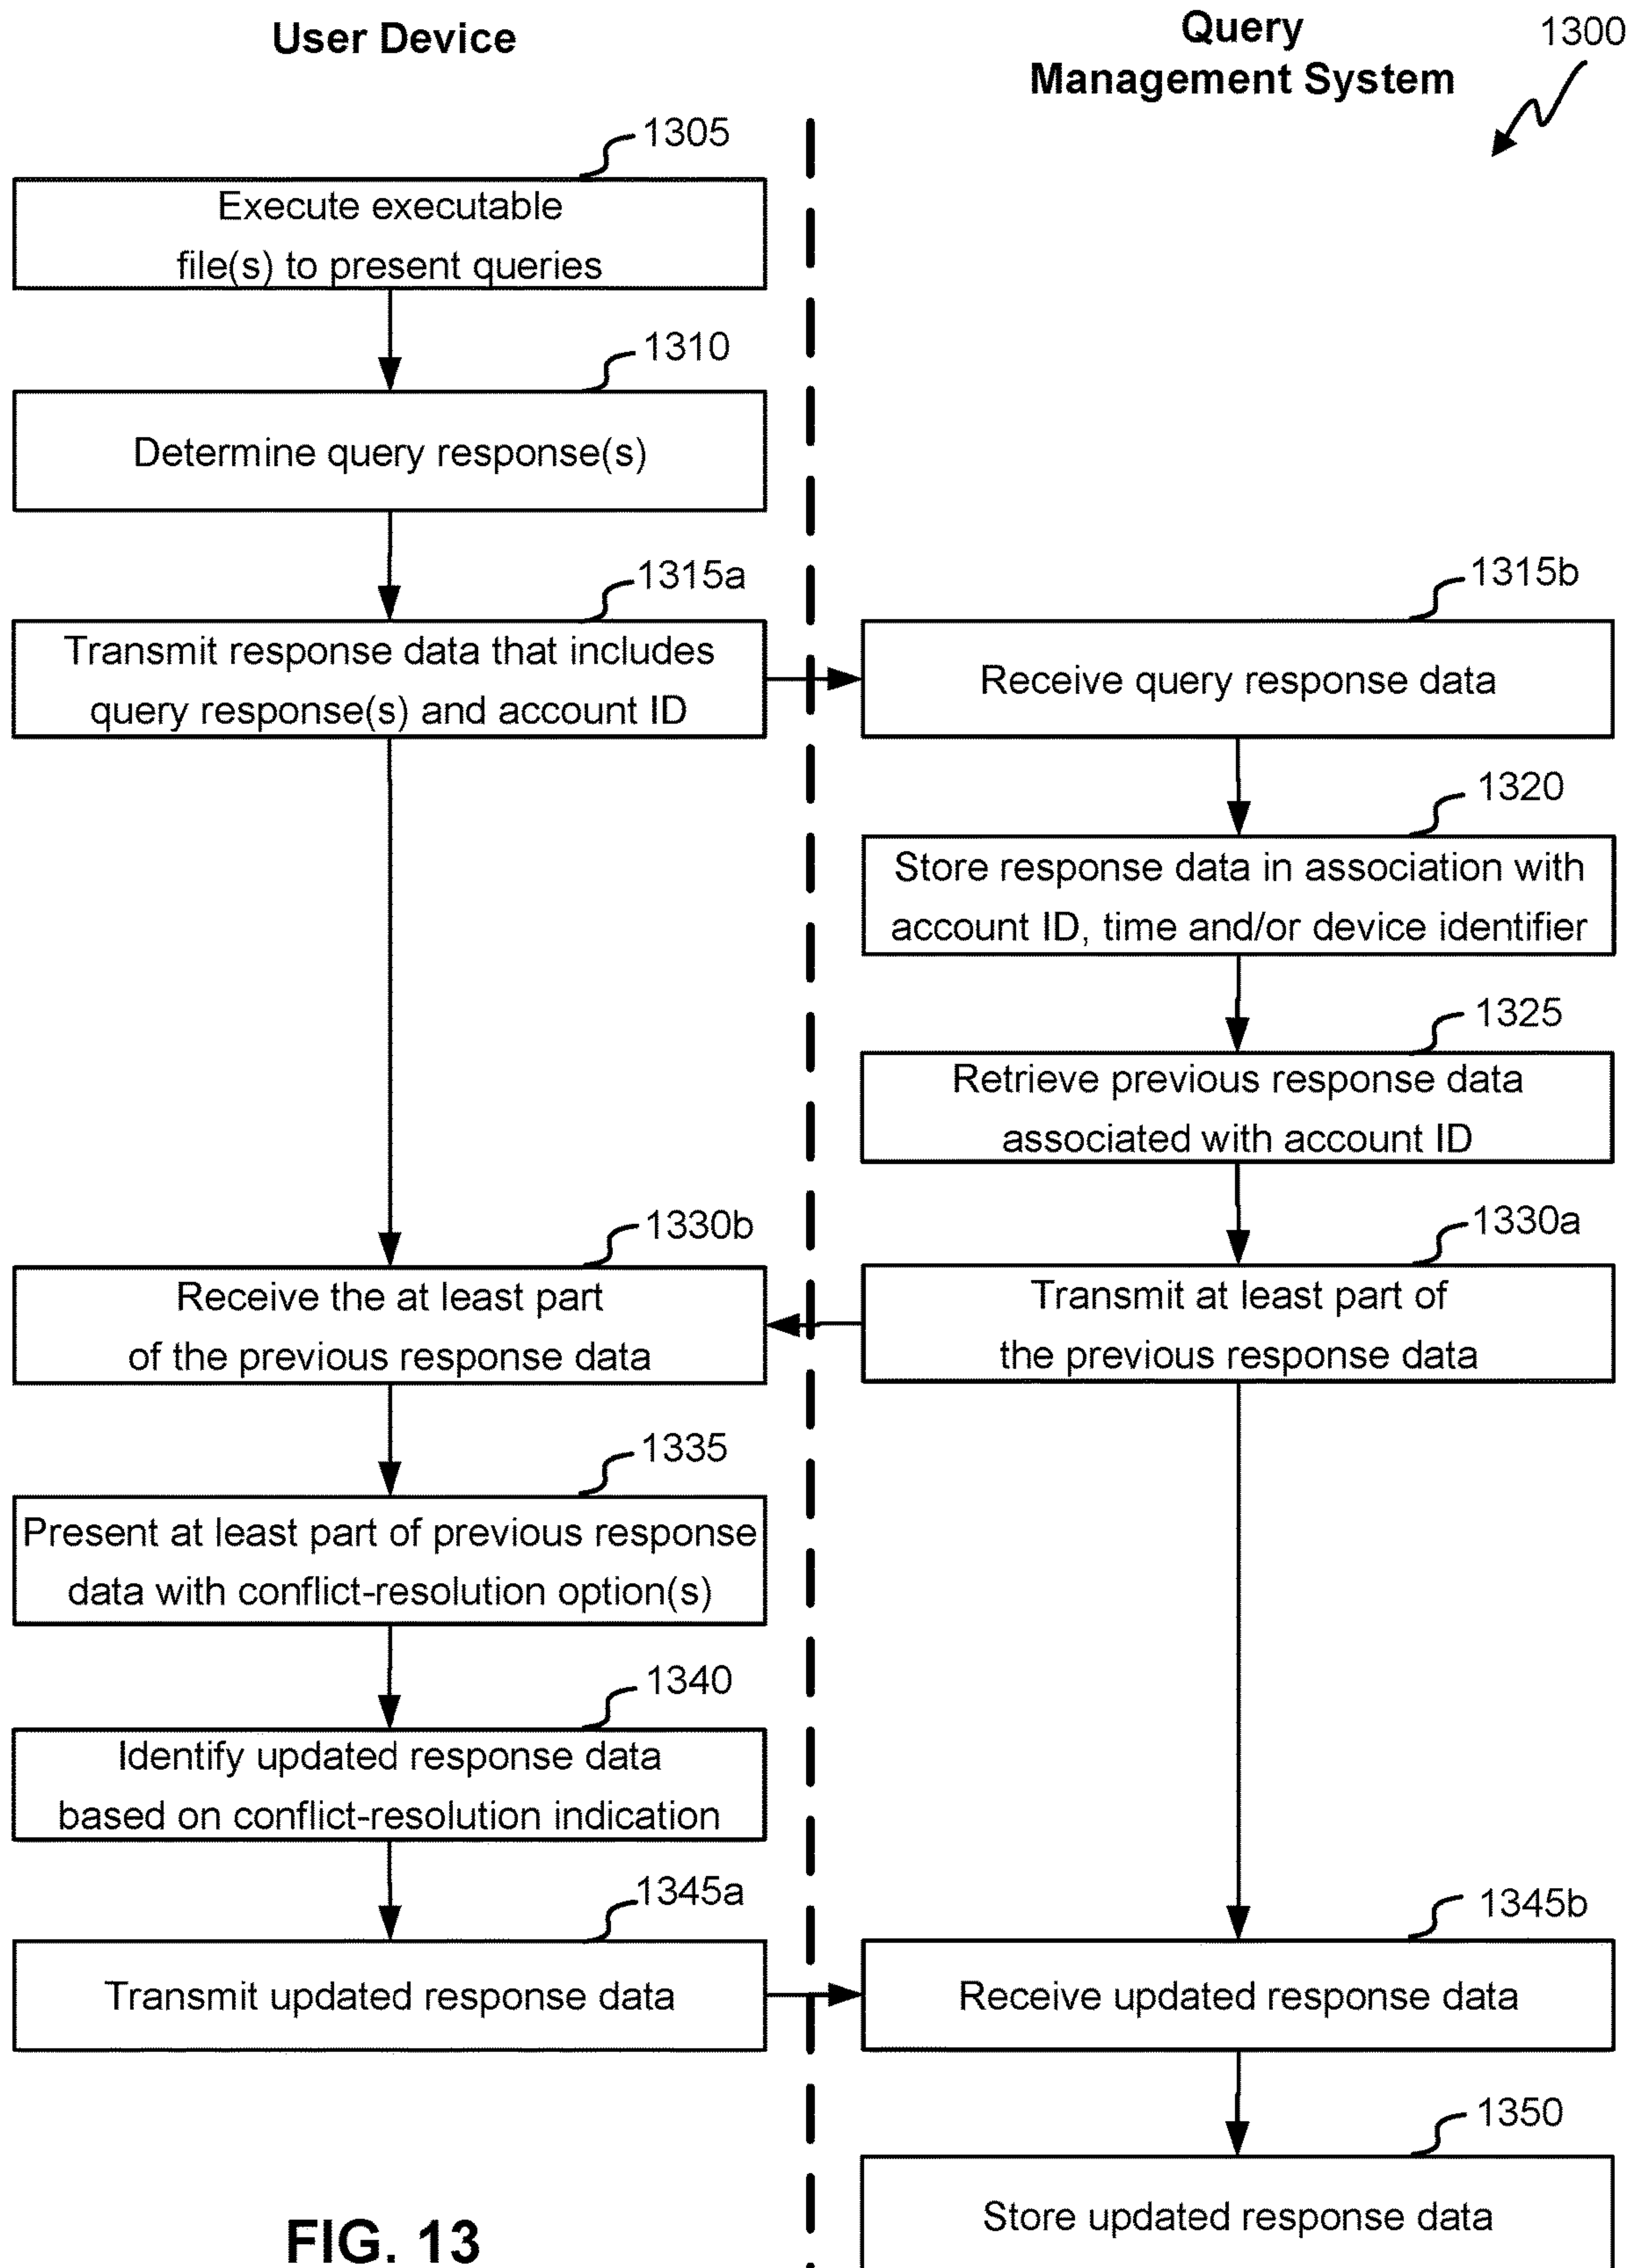 User Device
Query
Management System
1300
1305
Execute executable
file(s) to present queries
1310
Determine query response(s)
1315a
Transmit response data that includes
query response(s) and account ID
1315b
Receive query response data
1320
Store response data in association with
account ID, time and/or device identifier
1325
Retrieve previous response data
associated with account ID
1330b
Receive the at least part
of the previous response data
1330a
Transmit at least part of
the previous response data
1335
Present at least part of previous response
data with conflict-resolution option(s)
1340
Identify updated response data
based on conflict-resolution indication
1345a
Transmit updated response data
1345b
Receive updated response data
1350
Store updated response data
FIG. 13